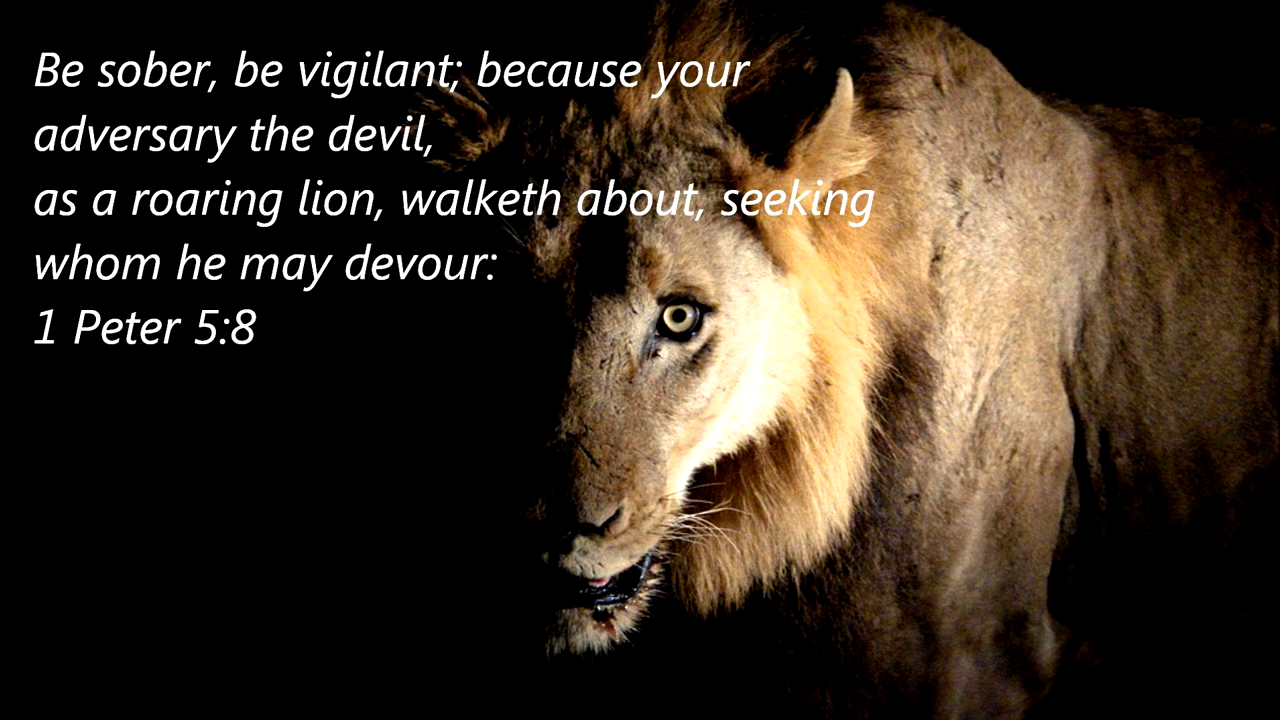 Be sober, be vigilant; because your
adversary the devil,
as a roaring lion, walketh about, seeking
whom he may devour:
1 Peter 5:8